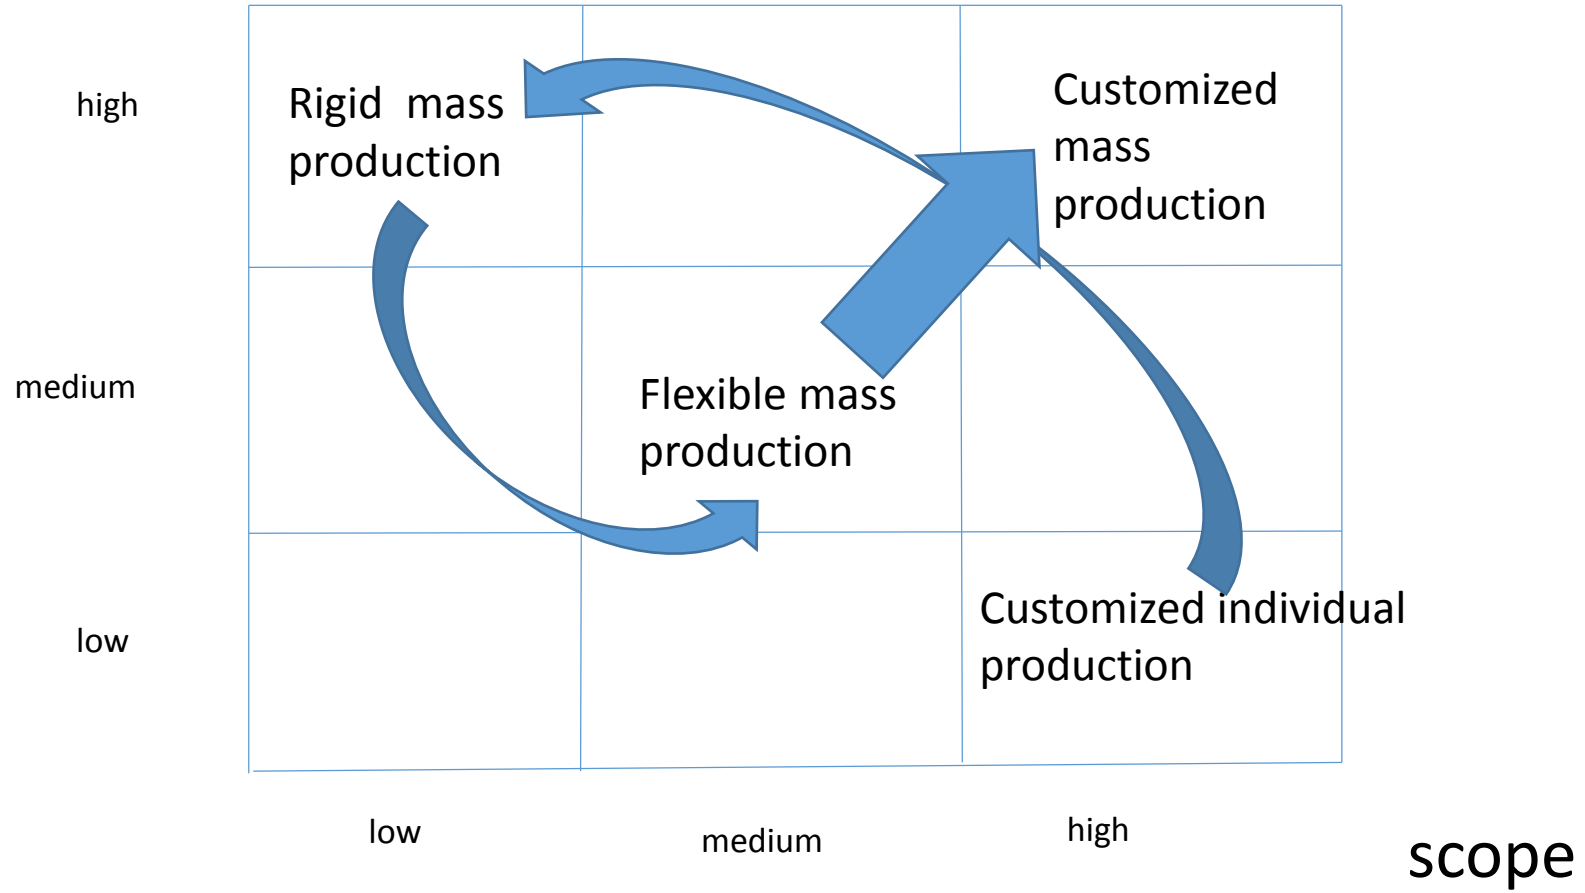 high
Rigid mass
production
Customized
mass
production
medium
Flexible mass
production
low
Customized individual
production
low
medium
high
scope